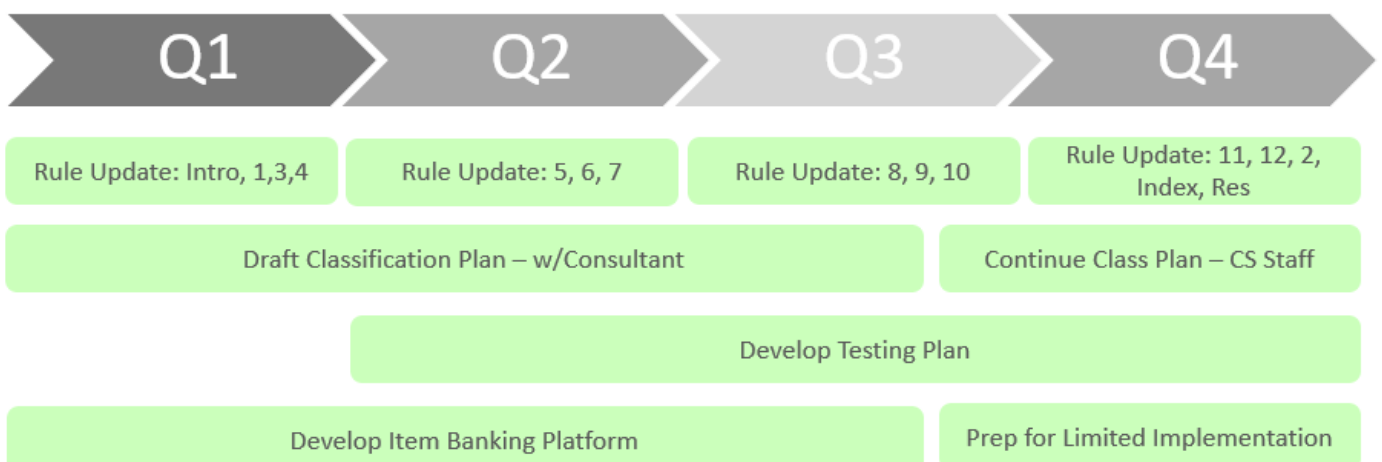 Q1
Q2
Q3
Q4
Rule Update: Intro, 1,3,4
Rule Update: 5, 6, 7
Rule Update: 8, 9, 10
Rule Update: 11, 12, 2,
Index, Res
Draft Classification Plan – w/Consultant
Continue Class Plan – CS Staff
Develop Testing Plan
Develop Item Banking Platform
Prep for Limited Implementation